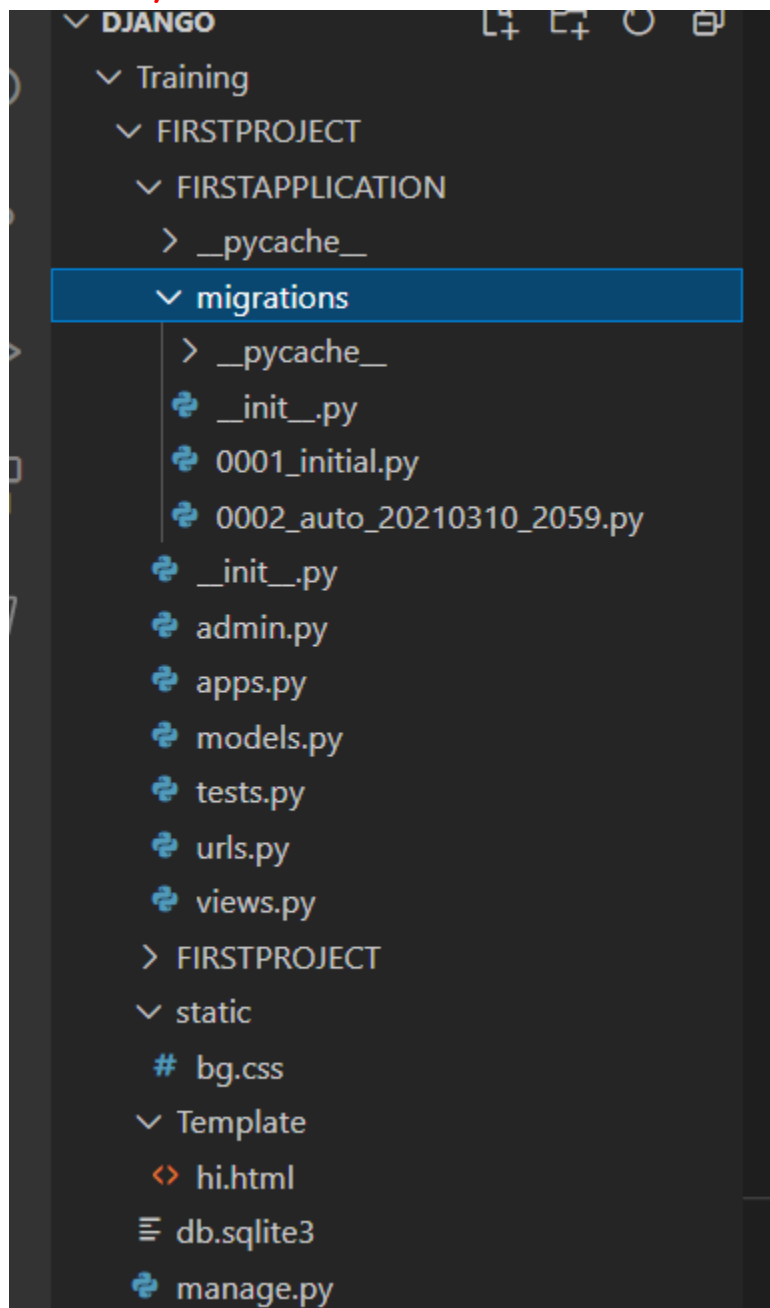 DJANGO
Training
FIRSTPROJECT
FIRSTAPPLICATION
__pycache__
migrations
__pycache__
__init__.py
0001_initial.py
0002_auto_20210310_2059.py
__init__.py
admin.py
apps.py
models.py
tests.py
urls.py
views.py
FIRSTPROJECT
static
# bg.css
Template
<> hi.html
db.sqlite3
manage.py